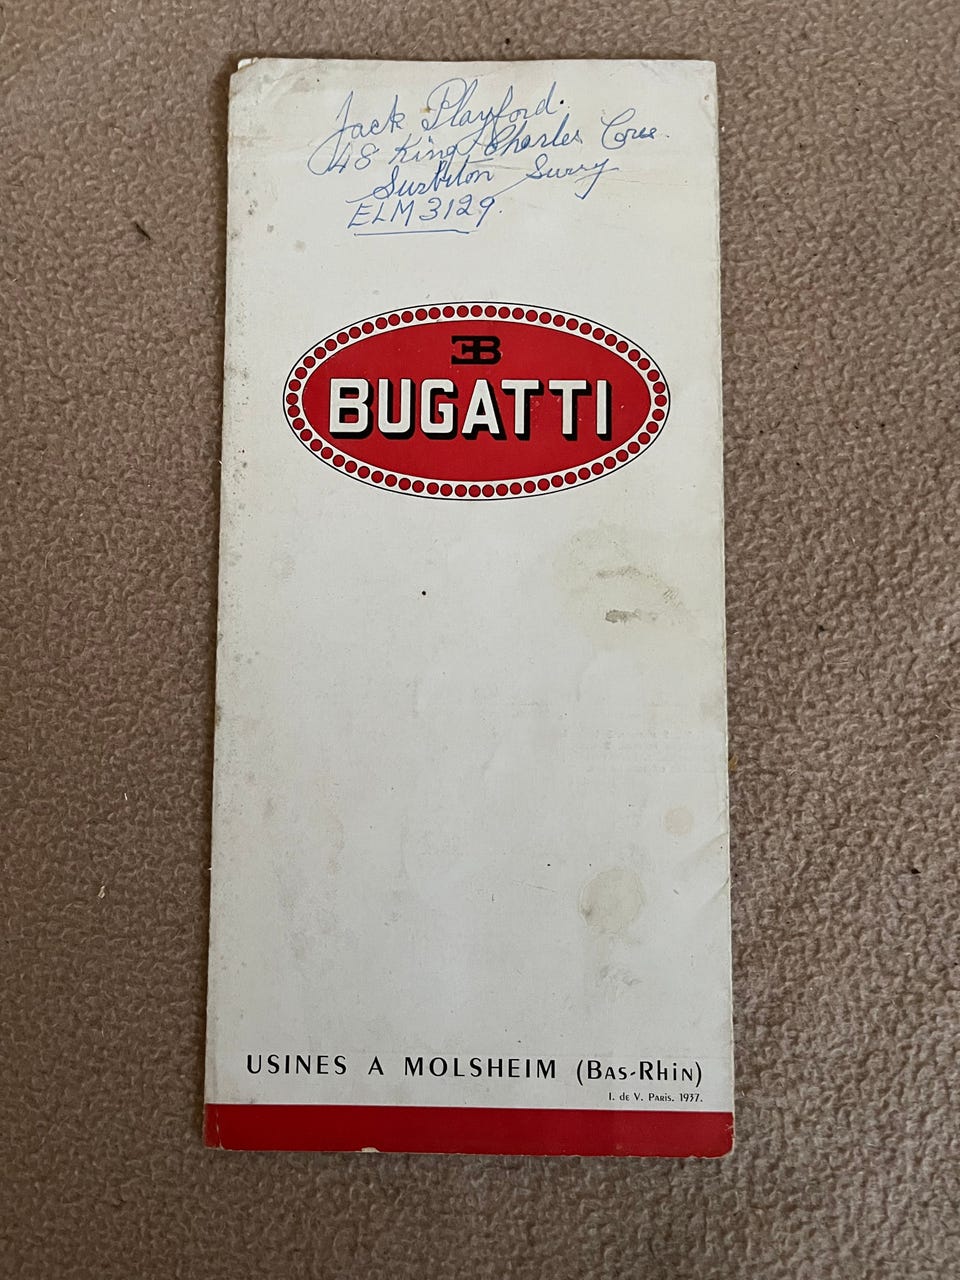 Jack Playford.
48 King Charles Cres.
Surbiton Surry
ELM 3129.
EB
BUGATTI
USINES A MOLSHEIM (BAS-RHIN)
I. DE V. PARIS. 1937.